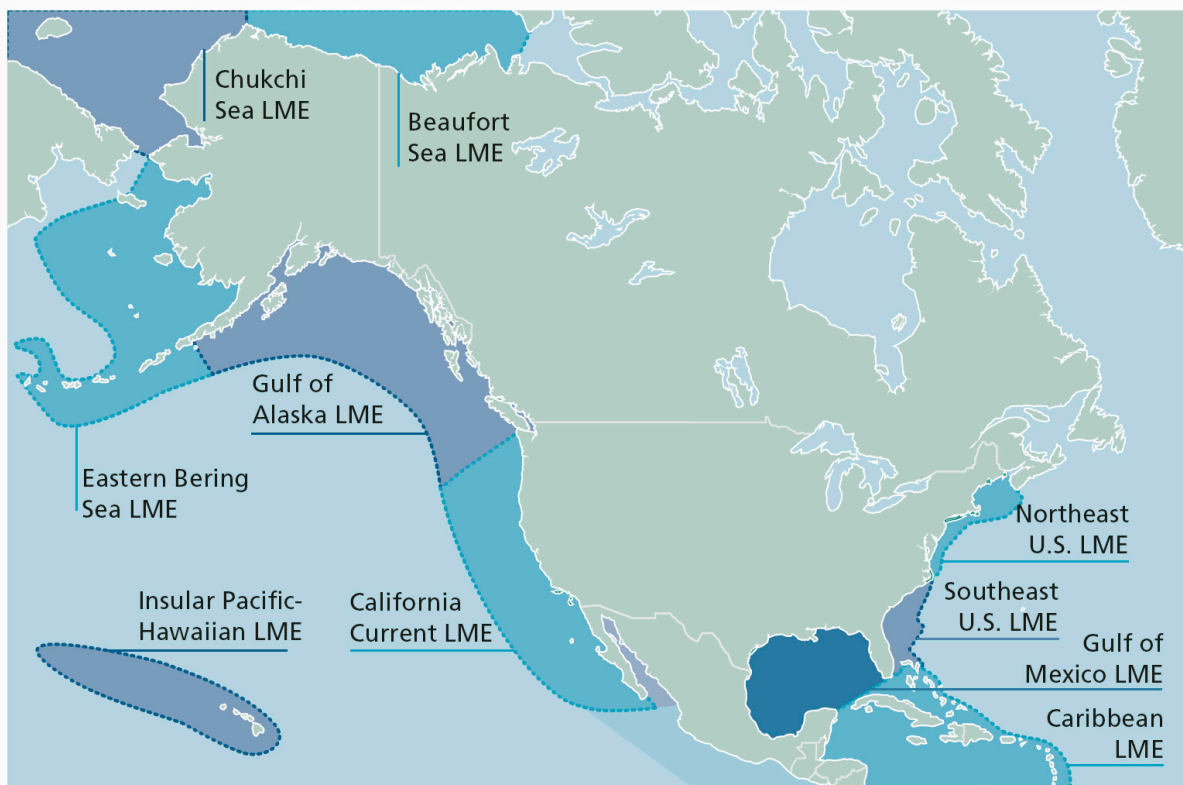 Chukchi
Sea LME
Beaufort
Sea LME
Gulf of
Alaska LME
Eastern Bering
Sea LME
Northeast
U.S. LME
Insular Pacific-
Hawaiian LME
California
Current LME
Southeast
U.S. LME
Gulf of
Mexico LME
Caribbean
LME